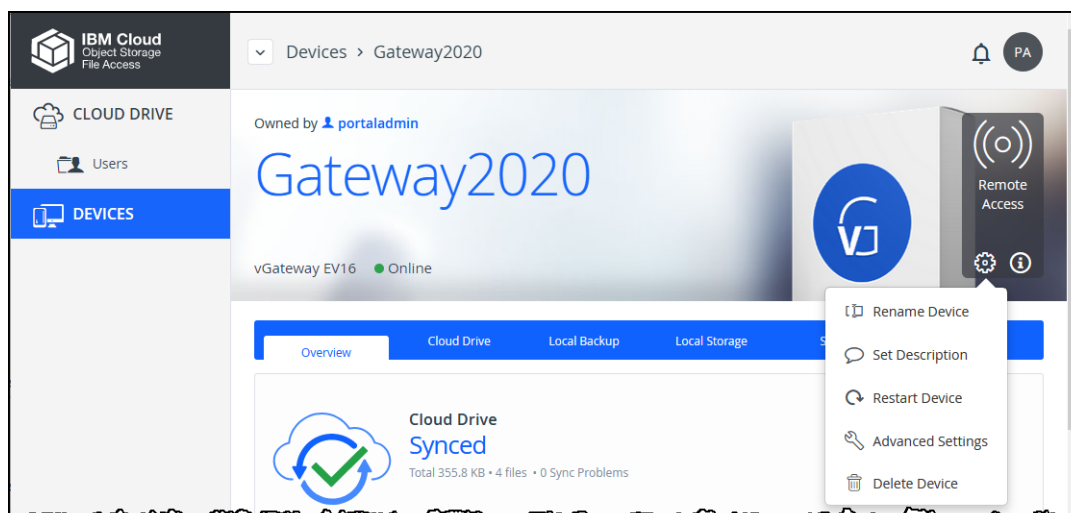 IBM Cloud
Object Storage
File Access
Devices > Gateway2020
PA
CLOUD DRIVE
Users
DEVICES
Owned by portaladmin
Gateway2020
vGateway EV16 Online
Remote
Access
Rename Device
Set Description
Restart Device
Advanced Settings
Delete Device
Overview
Cloud Drive
Local Backup
Local Storage
Cloud Drive
Synced
Total 355.8 KB • 4 files • 0 Sync Problems